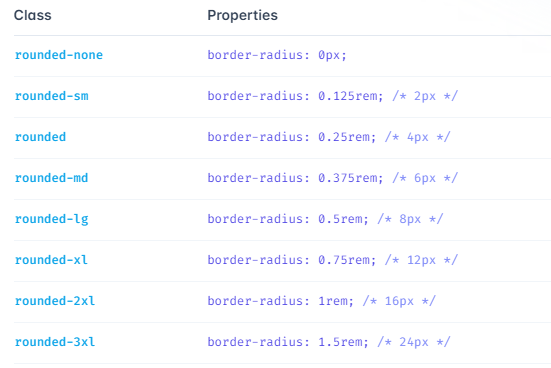 Class Properties
rounded-none border-radius: 0px;
rounded-sm border-radius: 0.125rem; /* 2px */
rounded border-radius: 0.25rem; /* 4px */
rounded-md border-radius: 0.375rem; /* 6px */
rounded-lg border-radius: 0.5rem; /* 8px */
rounded-xl border-radius: 0.75rem; /* 12px */
rounded-2xl border-radius: 1rem; /* 16px */
rounded-3xl border-radius: 1.5rem; /* 24px */